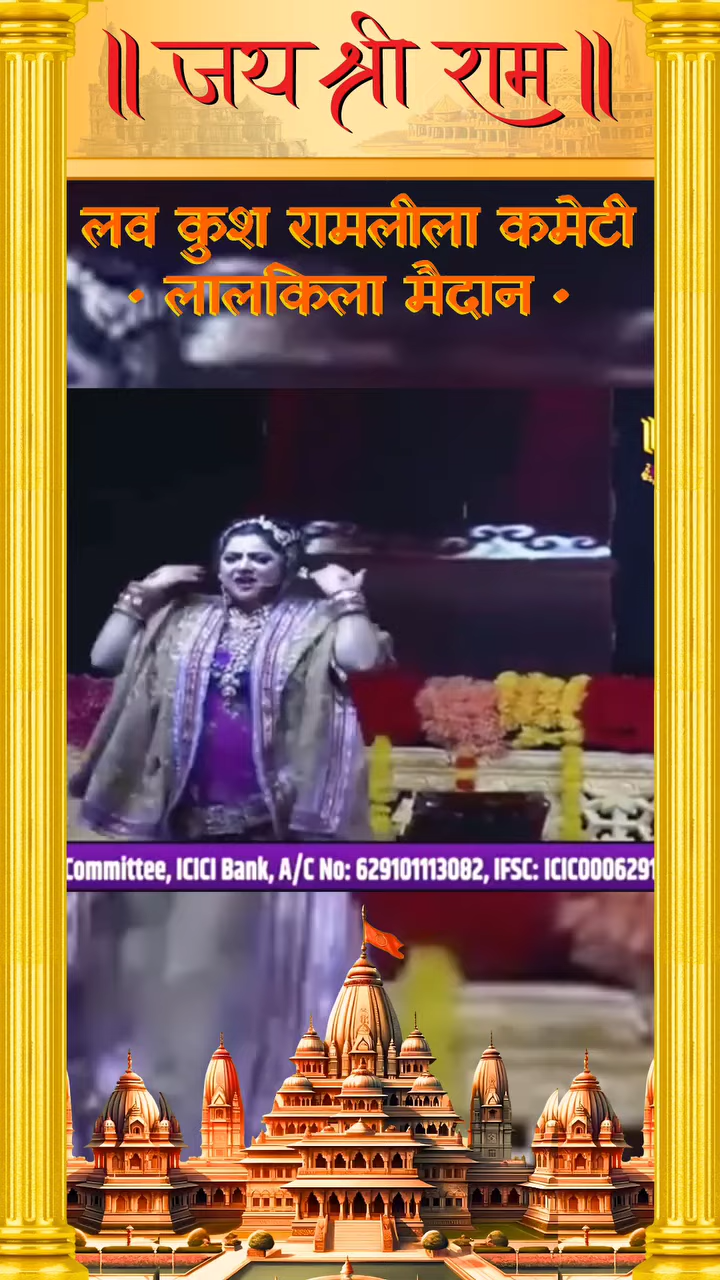 ॥ जय श्री राम ॥
लव कुश रामलीला कमेटी
• लालकिला मैदान •
Committee, ICICI Bank, A/C No: 629101113082, IFSC: ICIC0006291